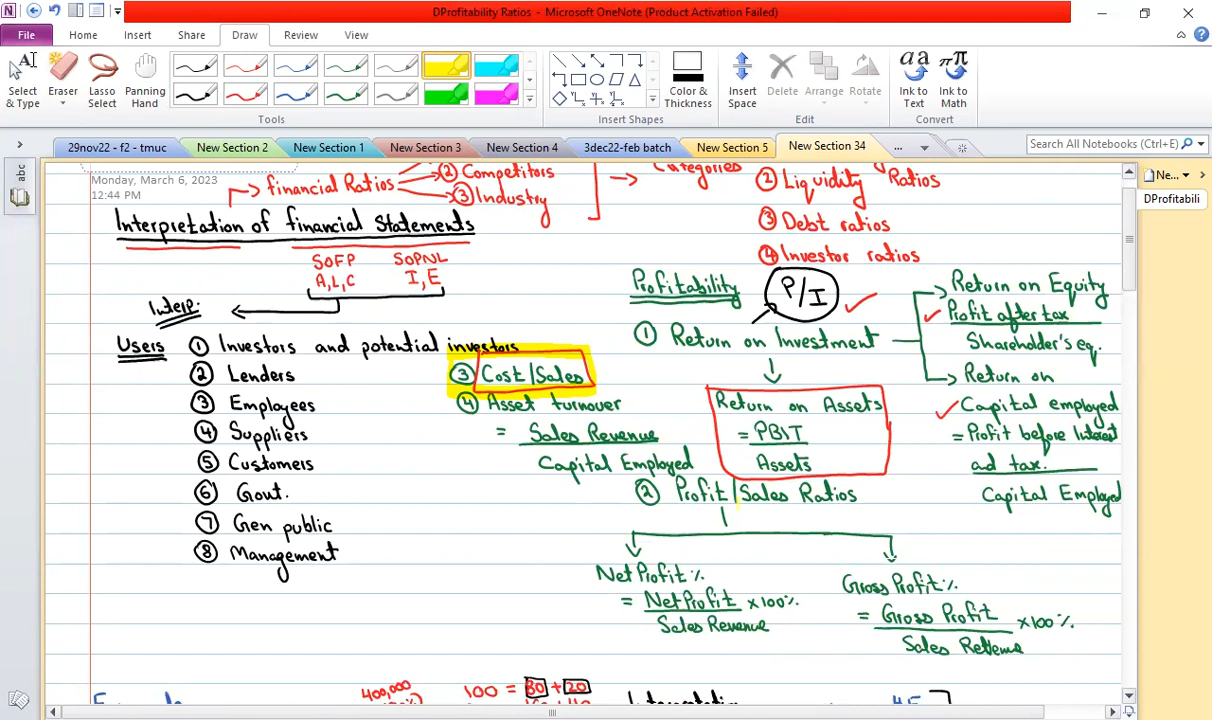 DProfitability Ratios - Microsoft OneNote (Product Activation Failed)
File Home Insert Share Draw Review View
Select & Type
Eraser
Lasso Select
Panning Hand
Color & Thickness
Insert Space
Delete
Arrange
Rotate
Ink to Text
Ink to Math
Tools
Insert Shapes
Edit
Convert
29nov22 - f2 - tmuc
New Section 2
New Section 1
New Section 3
New Section 4
3dec22-feb batch
New Section 5
New Section 34
...
Search All Notebooks (Ctrl+E)
abc
Ne...
DProfitabili
Monday, March 6, 2023
12:44 PM
financial Ratios
② Competitors
③ Industry
Categories
② Liquidity
Ratios
③ Debt ratios
④ Investor ratios
Interpretation of financial Statements
SOFP
A,L,C
SOPNL
I,E
Interp:
Users
① Investors and potential investors
② Lenders
③ Employees
④ Suppliers
⑤ Customers
⑥ Govt.
⑦ Gen public
⑧ Management
③ Cost/Sales
④ Asset turnover
= Sales Revenue
Capital Employed
Profitability
P/I
① Return on Investment
Return on Assets
= PBIT
Assets
Return on Equity
Profit after tax
Shareholder's eq.
Return on
Capital employed
= Profit before Interest
ad tax.
Capital Employed
② Profit/Sales Ratios
Net Profit %
= Net Profit ×100%
Sales Revenue
Gross Profit %
= Gross Profit ×100%
Sales Revenue
400,000
100 = 80 + 20